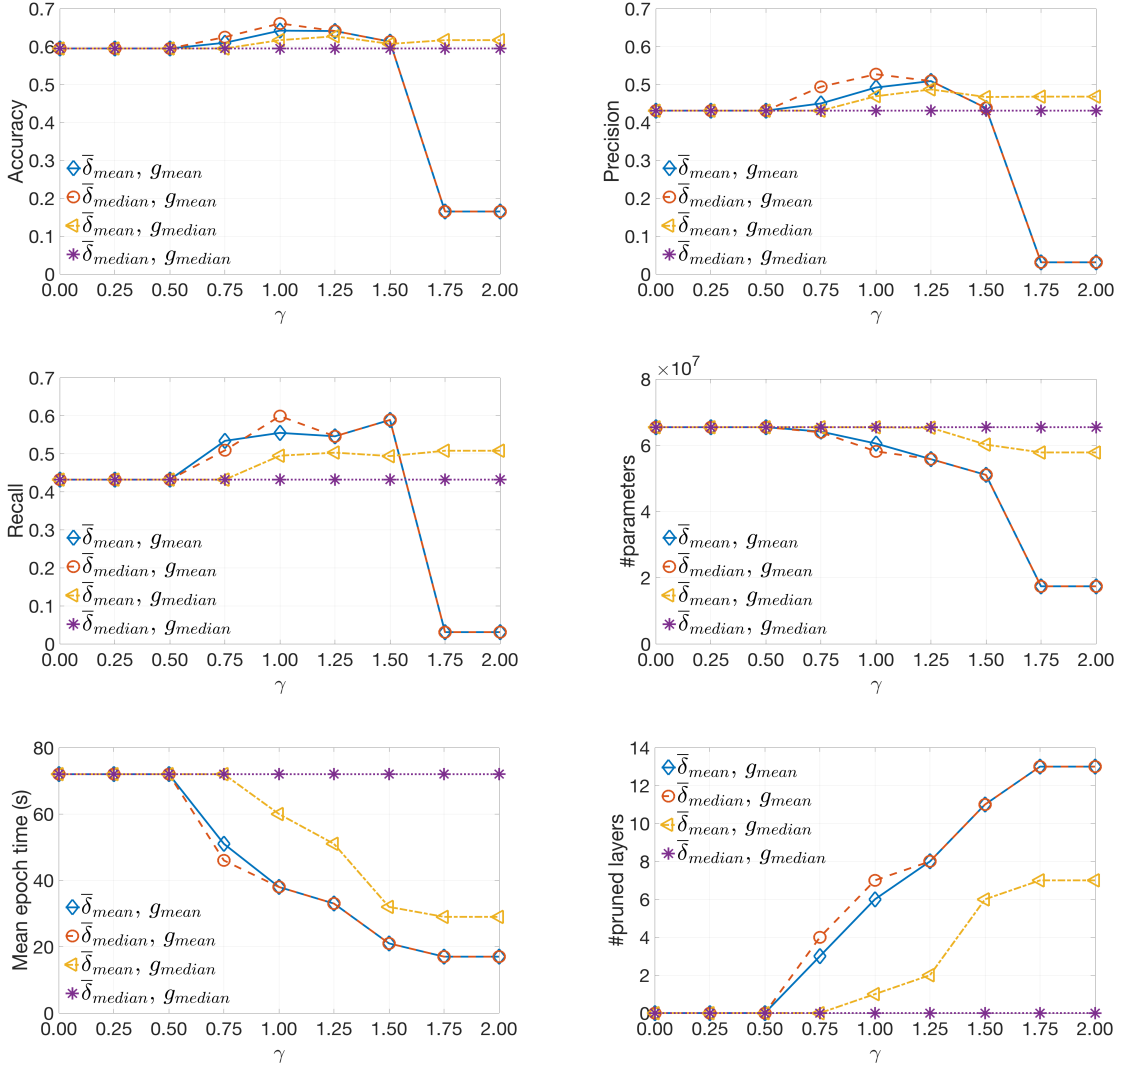 Accuracy
0.7
0.6
0.5
0.4
0.3
0.2
0.1
0
δ̅mean, gmean
δ̅median, gmean
δ̅mean, gmedian
δ̅median, gmedian
0.00 0.25 0.50 0.75 1.00 1.25 1.50 1.75 2.00
γ
Precision
0.7
0.6
0.5
0.4
0.3
0.2
0.1
0
δ̅mean, gmean
δ̅median, gmean
δ̅mean, gmedian
δ̅median, gmedian
0.00 0.25 0.50 0.75 1.00 1.25 1.50 1.75 2.00
γ
Recall
0.7
0.6
0.5
0.4
0.3
0.2
0.1
0
δ̅mean, gmean
δ̅median, gmean
δ̅mean, gmedian
δ̅median, gmedian
0.00 0.25 0.50 0.75 1.00 1.25 1.50 1.75 2.00
γ
#parameters
×10⁷
8
6
4
2
0
δ̅mean, gmean
δ̅median, gmean
δ̅mean, gmedian
δ̅median, gmedian
0.00 0.25 0.50 0.75 1.00 1.25 1.50 1.75 2.00
γ
Mean epoch time (s)
80
60
40
20
0
δ̅mean, gmean
δ̅median, gmean
δ̅mean, gmedian
δ̅median, gmedian
0.00 0.25 0.50 0.75 1.00 1.25 1.50 1.75 2.00
γ
#pruned layers
14
12
10
8
6
4
2
0
δ̅mean, gmean
δ̅median, gmean
δ̅mean, gmedian
δ̅median, gmedian
0.00 0.25 0.50 0.75 1.00 1.25 1.50 1.75 2.00
γ